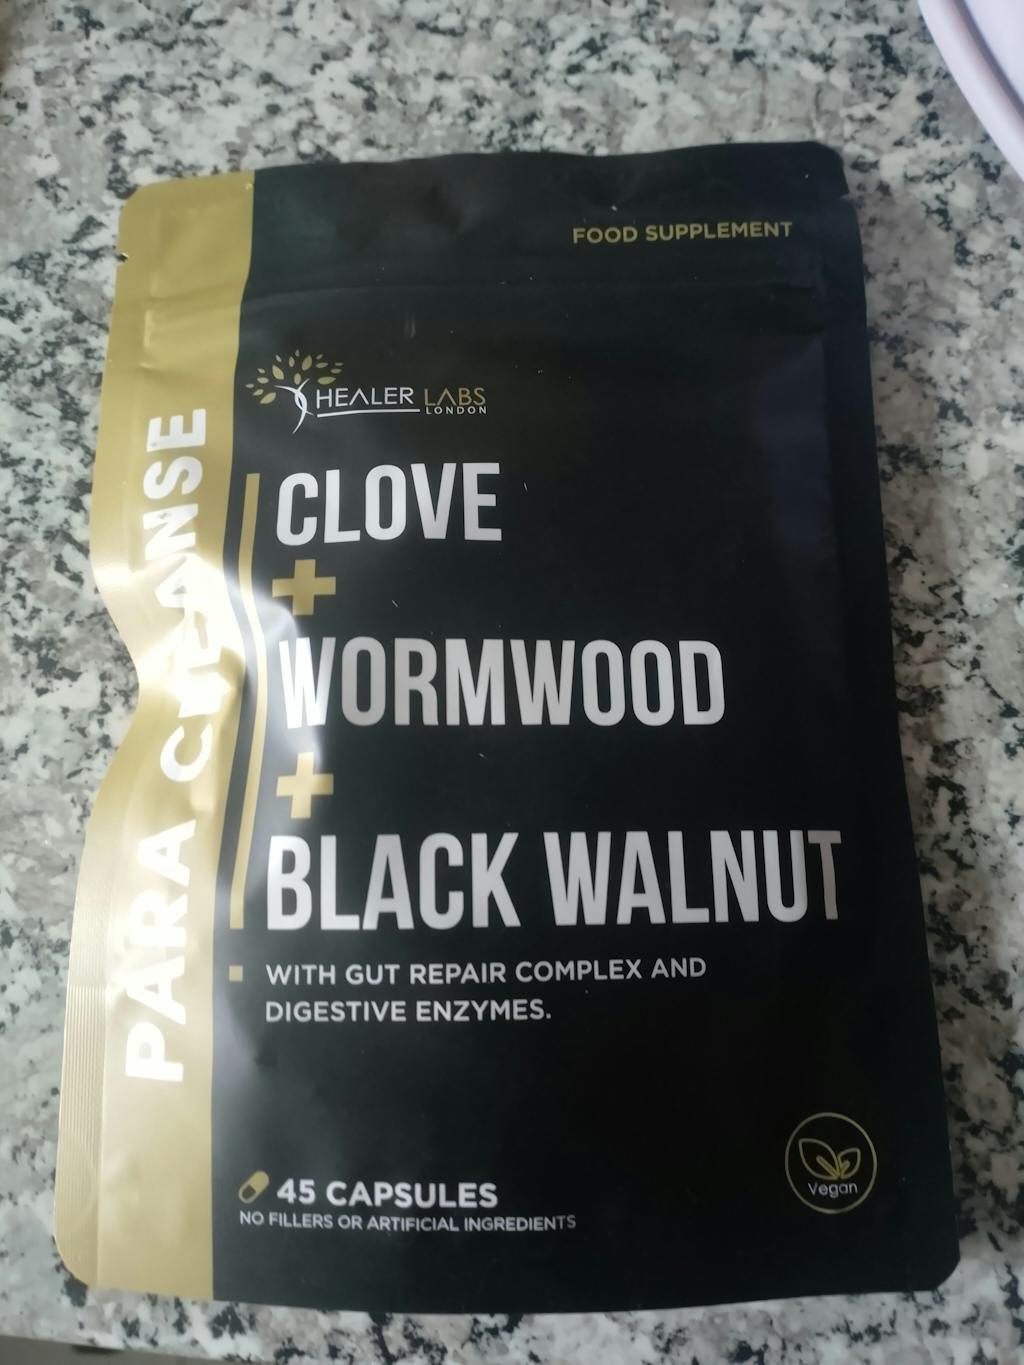 FOOD SUPPLEMENT
HEALER LABS
LONDON
PARA CLEANSE
CLOVE
+
WORMWOOD
+
BLACK WALNUT
WITH GUT REPAIR COMPLEX AND
DIGESTIVE ENZYMES.
45 CAPSULES
NO FILLERS OR ARTIFICIAL INGREDIENTS
Vegan